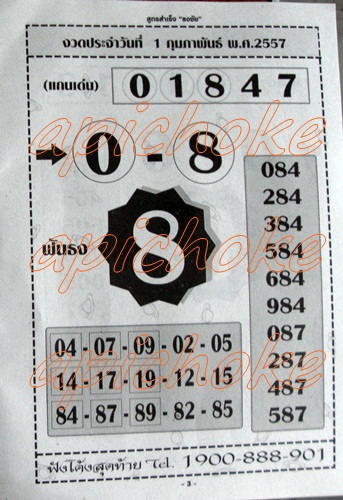 สูตรสำเร็จ "ธงชัย"
งวดประจำวันที่ 1 กุมภาพันธ์ พ.ศ.2557
(แกนเด่น) 0 1 8 4 7
0 - 8
ฟันธง 8
084
284
384
584
684
984
087
287
487
587
04 - 07 - 09 - 02 - 05
14 - 17 - 19 - 12 - 15
84 - 87 - 89 - 82 - 85
ฟังโค้งสุดท้าย Tel. 1900-888-901
- 3 -
apichoke
apichoke
apichoke
apichoke